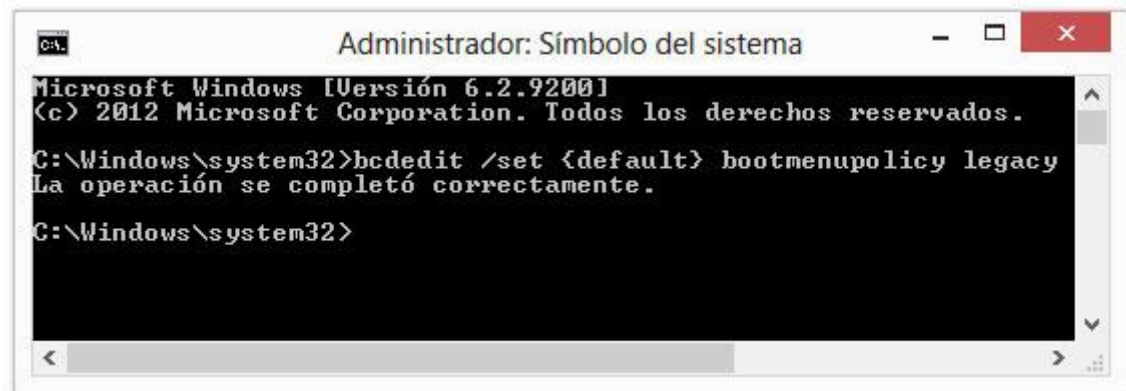 Administrador: Símbolo del sistema
Microsoft Windows [Versión 6.2.9200]
(c) 2012 Microsoft Corporation. Todos los derechos reservados.
C:\Windows\system32>bcdedit /set {default} bootmenupolicy legacy
La operación se completó correctamente.
C:\Windows\system32>